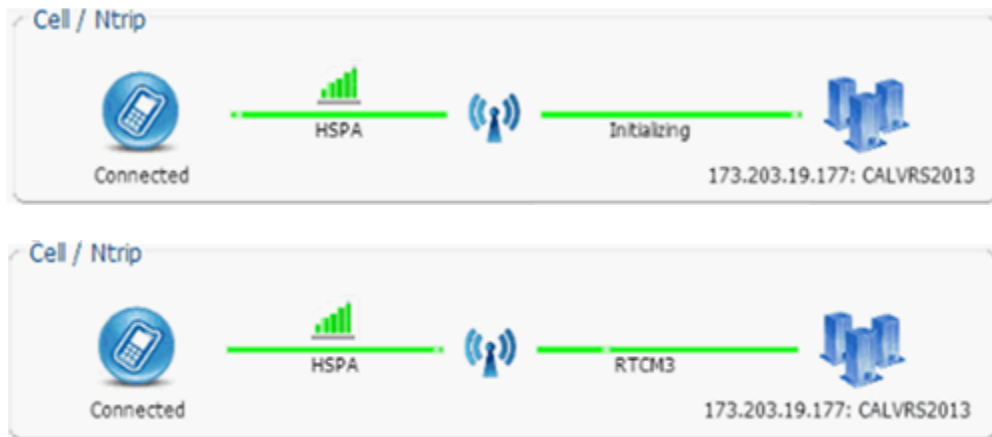 Cell / Ntrip
HSPA
Initializing
Connected
173.203.19.177: CALVRS2013
Cell / Ntrip
HSPA
RTCM3
Connected
173.203.19.177: CALVRS2013